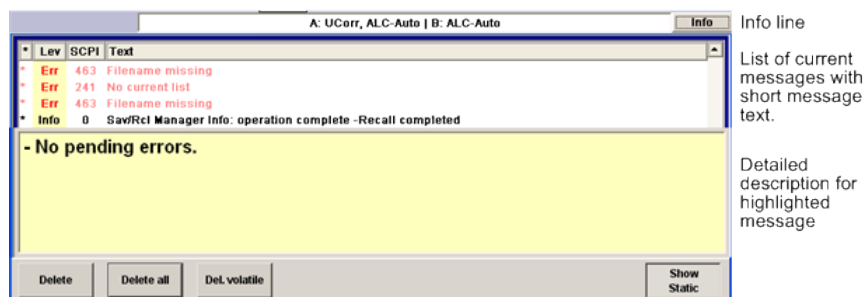 A: UCorr, ALC-Auto | B: ALC-Auto
Info
Info line
* Lev SCPI Text
* Err 463 Filename missing
* Err 241 No current list
* Err 463 Filename missing
* Info 0 Sav/Rcl Manager Info: operation complete -Recall completed
List of current
messages with
short message
text.
- No pending errors.
Detailed
description for
highlighted
message
Delete
Delete all
Del. volatile
Show
Static